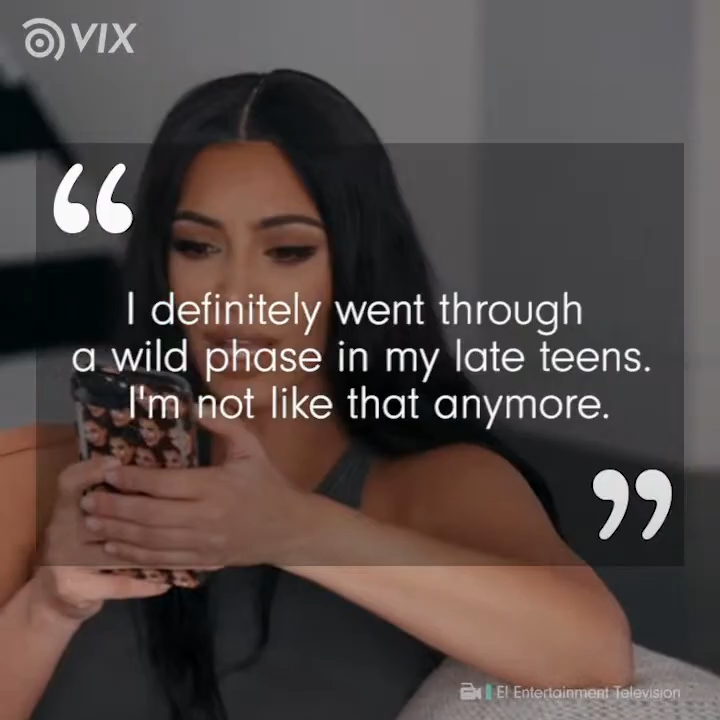 VIX
“
I definitely went through
a wild phase in my late teens.
I'm not like that anymore.
”
E! Entertainment Television